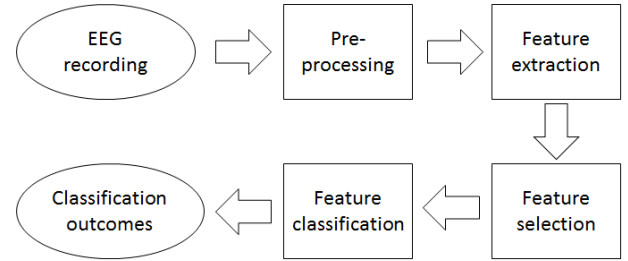 EEG
recording
Pre-
processing
Feature
extraction
Feature
selection
Feature
classification
Classification
outcomes